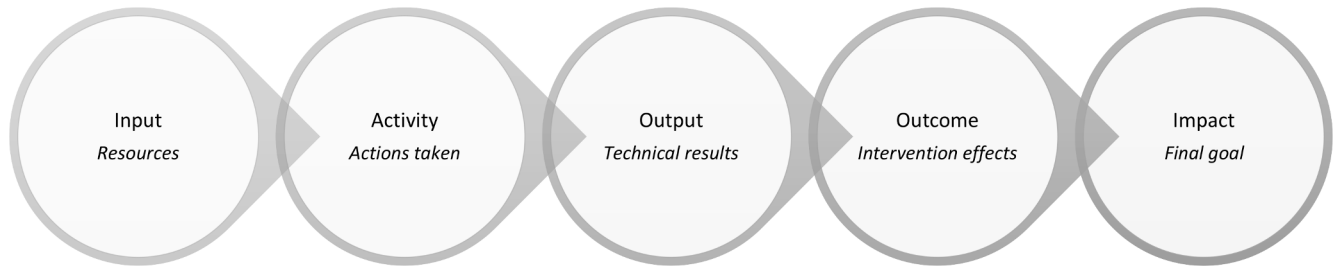 Input
Resources
Activity
Actions taken
Output
Technical results
Outcome
Intervention effects
Impact
Final goal